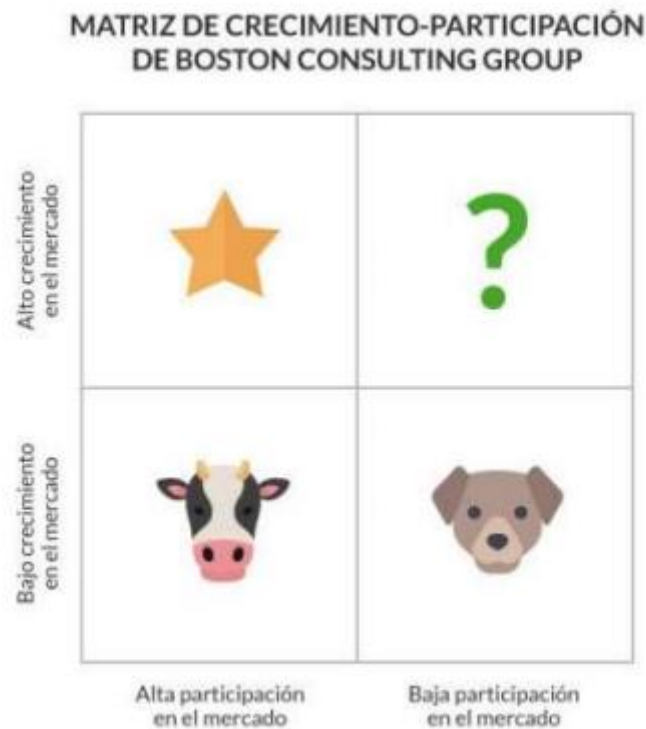 MATRIZ DE CRECIMIENTO-PARTICIPACIÓN
DE BOSTON CONSULTING GROUP
Alto crecimiento
en el mercado
?
Bajo crecimiento
en el mercado
Alta participación
en el mercado
Baja participación
en el mercado